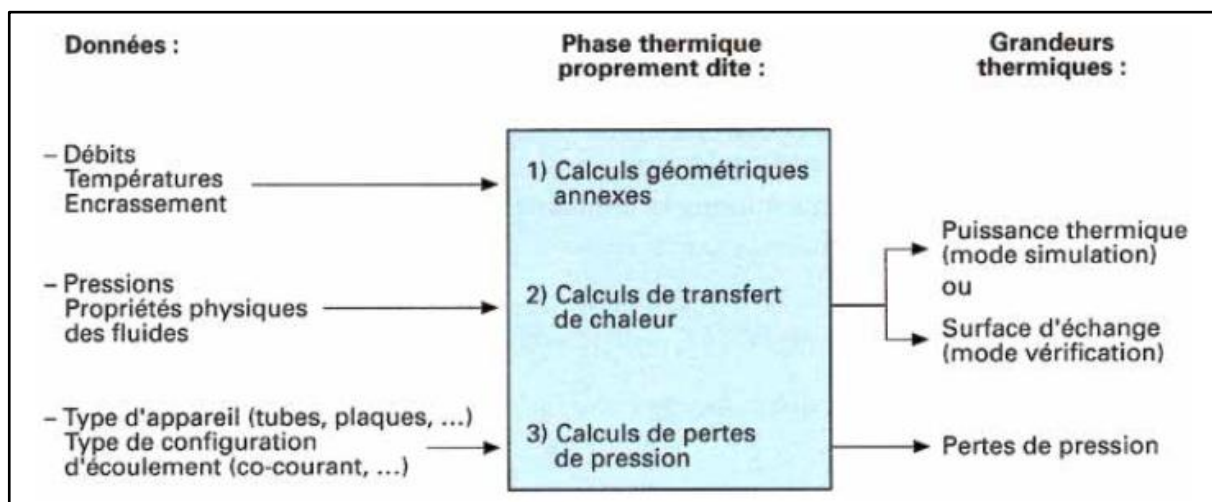 Données :
– Débits
Températures
Encrassement
– Pressions
Propriétés physiques
des fluides
– Type d'appareil (tubes, plaques, ...)
Type de configuration
d'écoulement (co-courant, ...)
Phase thermique
proprement dite :
1) Calculs géométriques
annexes
2) Calculs de transfert
de chaleur
3) Calculs de pertes
de pression
Grandeurs
thermiques :
Puissance thermique
(mode simulation)
ou
Surface d'échange
(mode vérification)
Pertes de pression